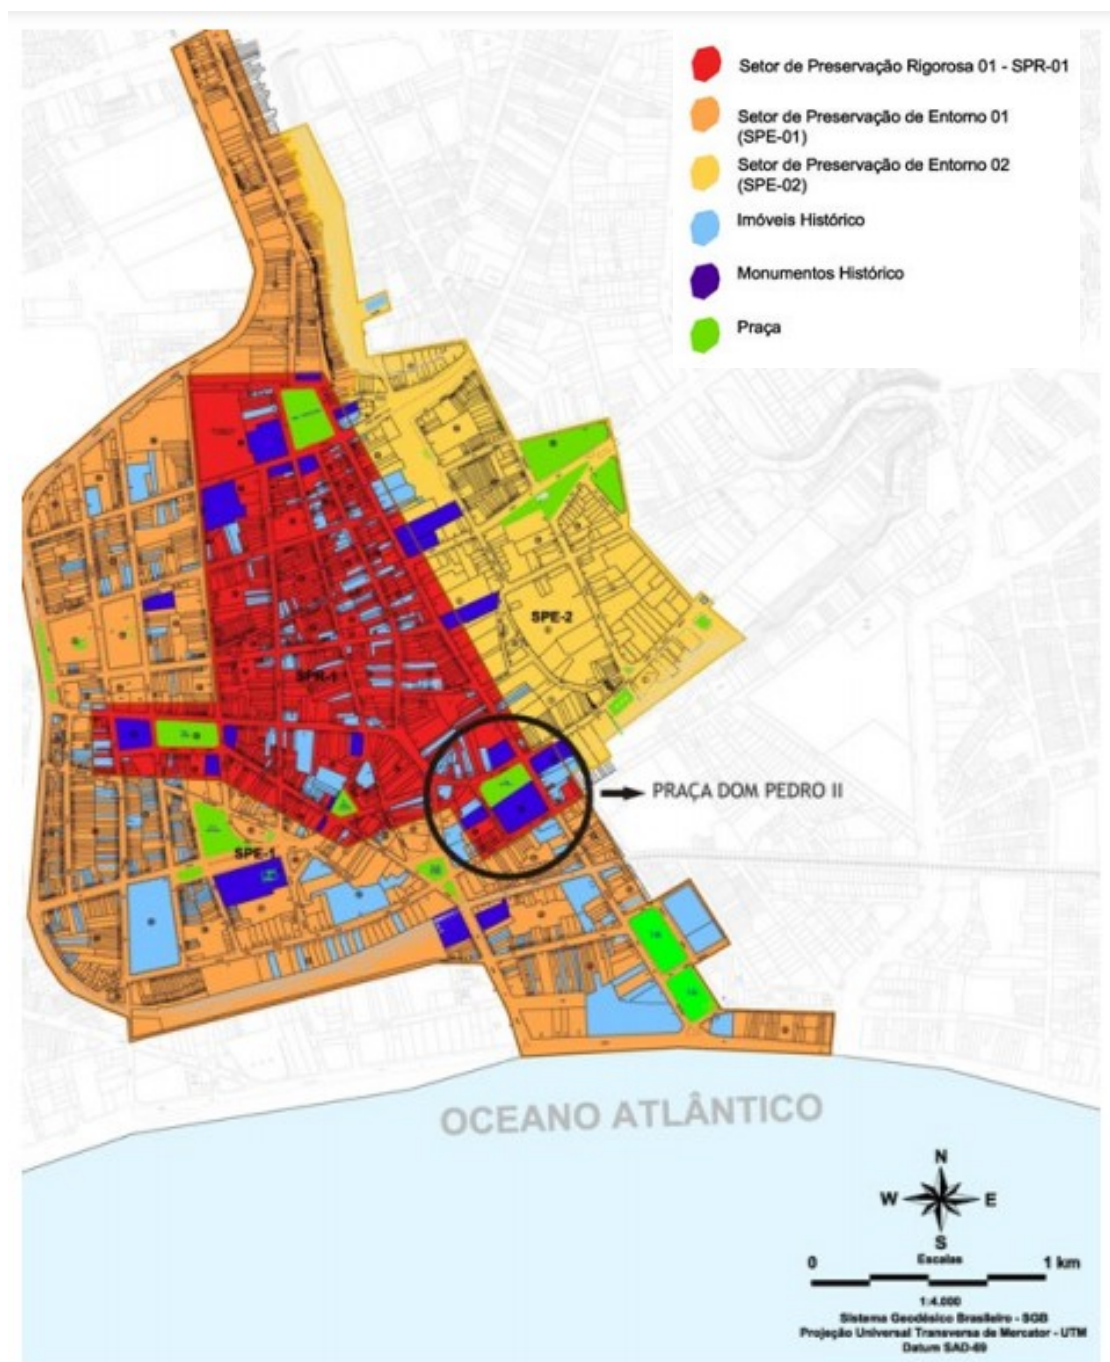 Setor de Preservação Rigorosa 01 - SPR-01
Setor de Preservação de Entorno 01
(SPE-01)
Setor de Preservação de Entorno 02
(SPE-02)
Imóveis Histórico
Monumentos Histórico
Praça
SPE-2
SPR-1
PRAÇA DOM PEDRO II
SPE-1
OCEANO ATLÂNTICO
N
W
E
S
Escalas
0
1 km
1:4.000
Sistema Geodésico Brasileiro - SGB
Projeção Universal Transversa de Mercator - UTM
Datum SAD-69